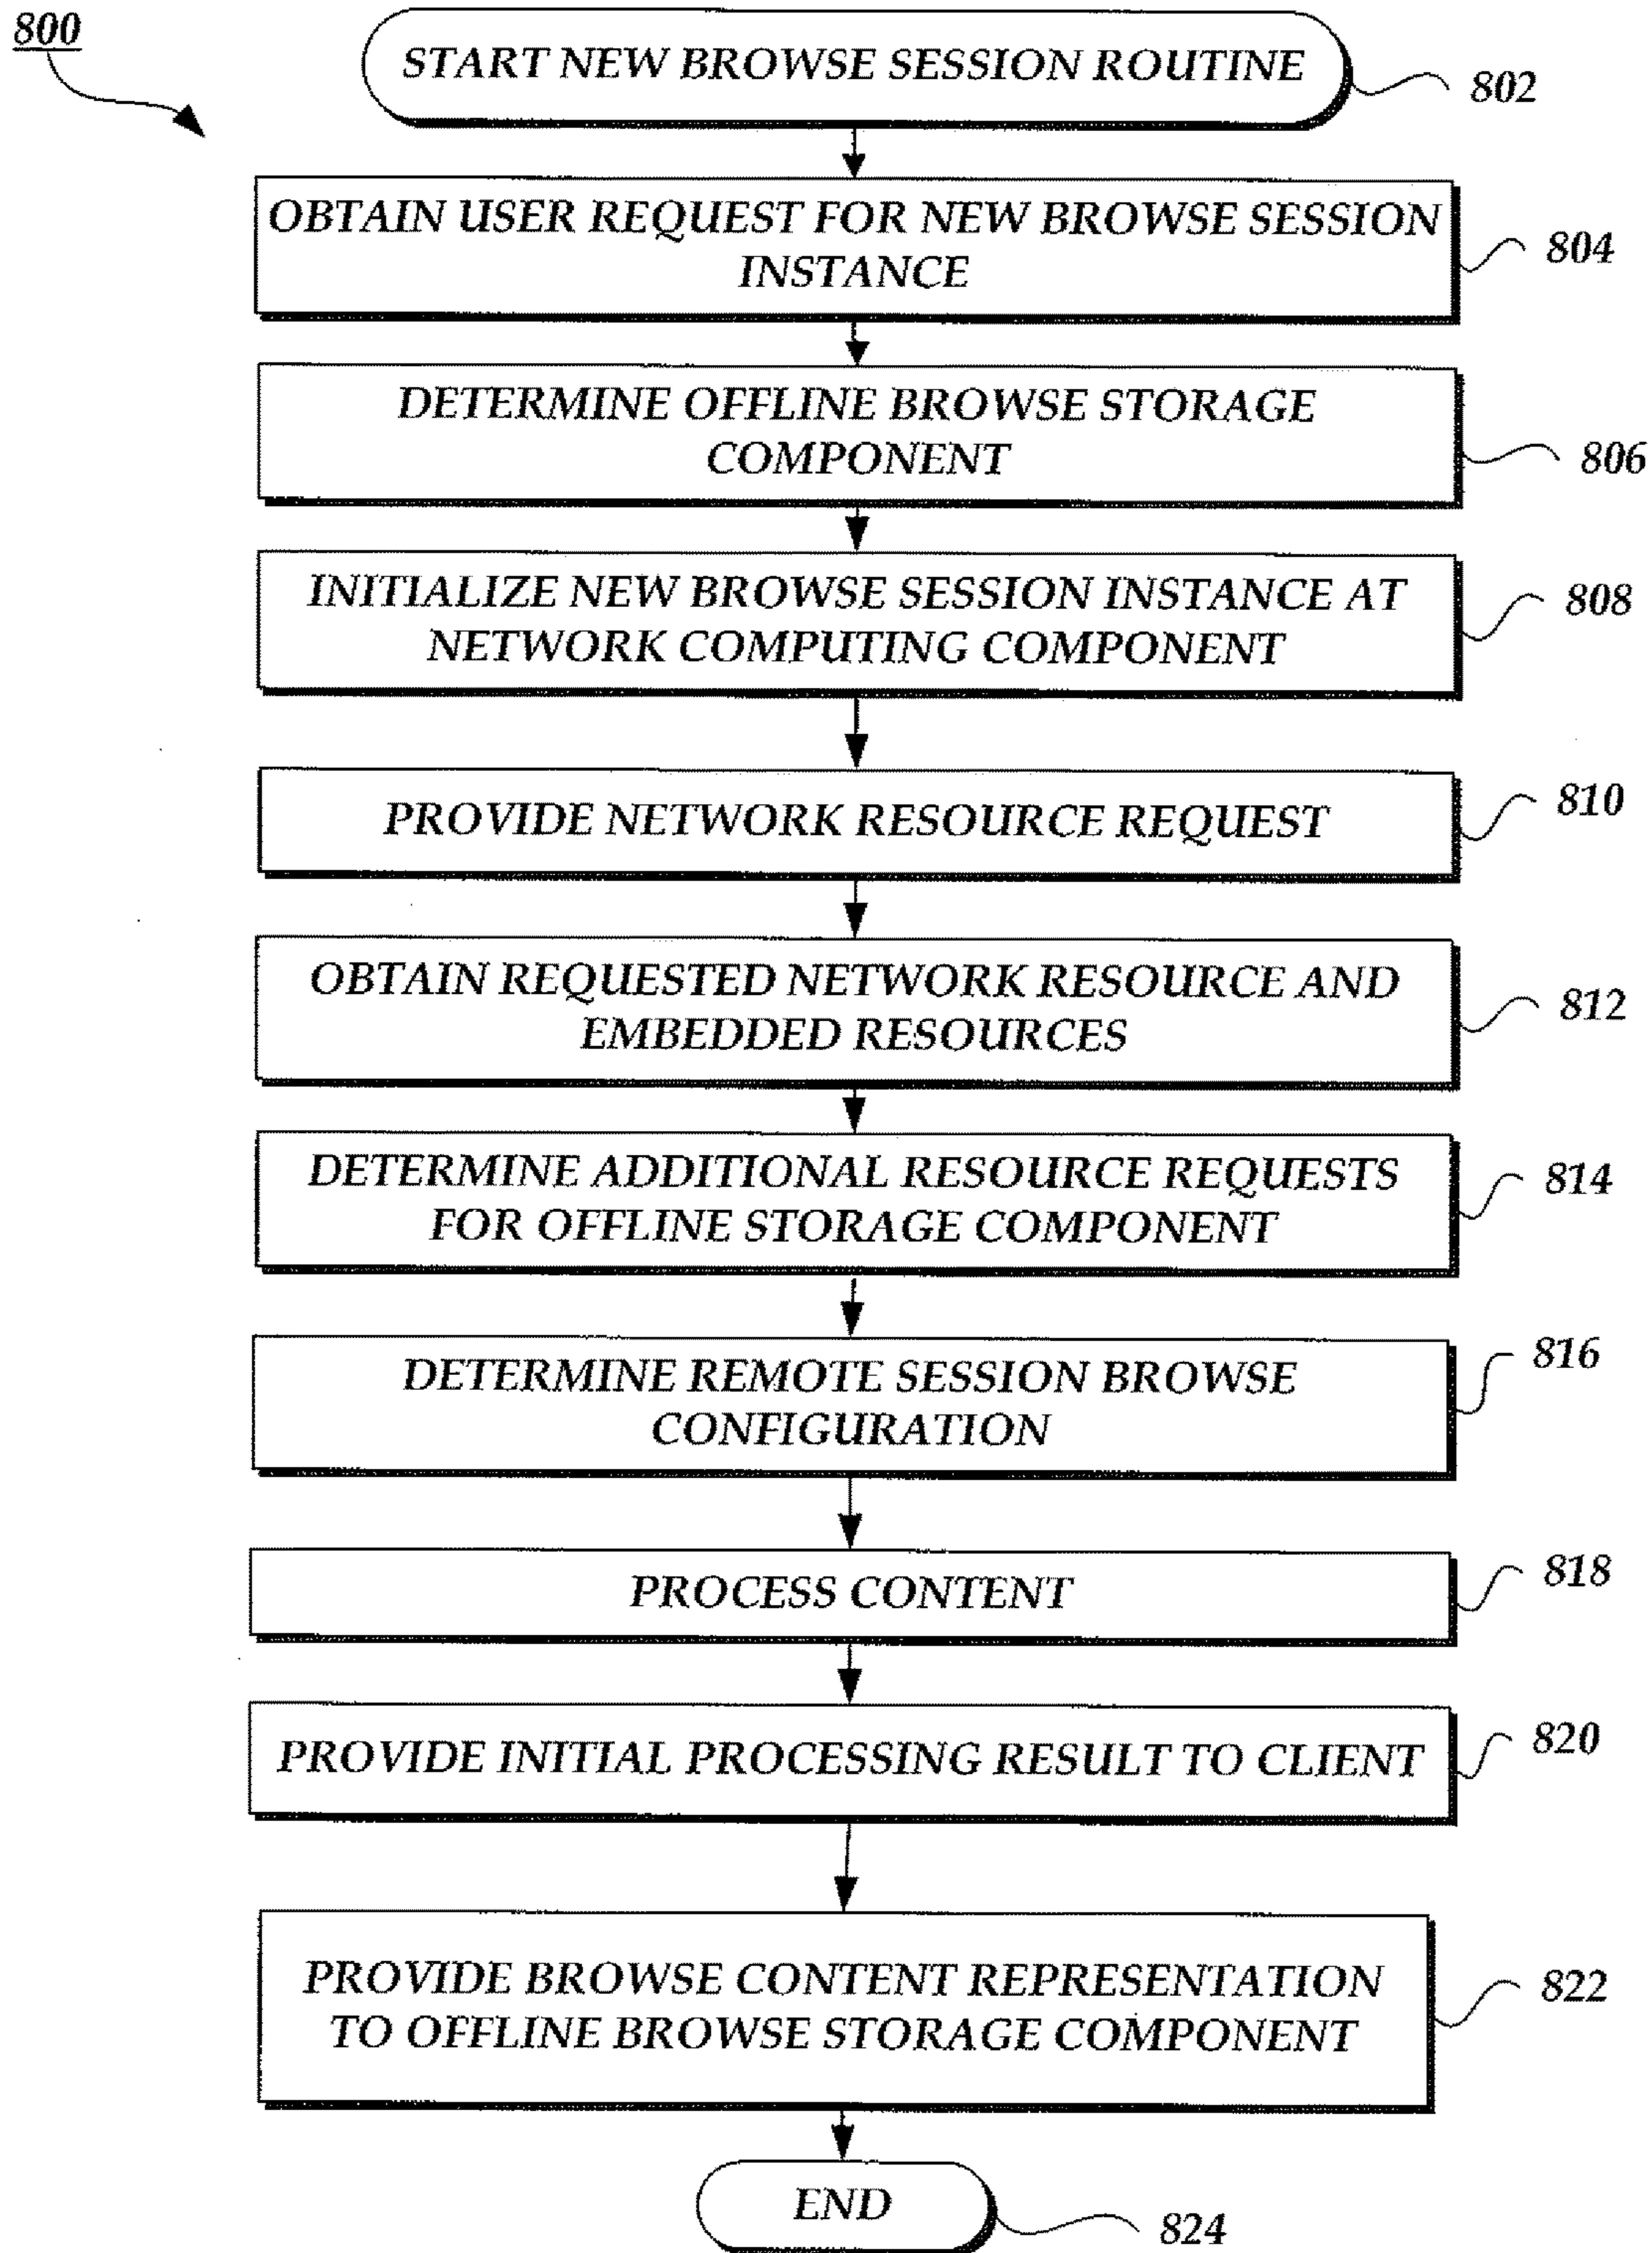 800
START NEW BROWSE SESSION ROUTINE
802
OBTAIN USER REQUEST FOR NEW BROWSE SESSION
INSTANCE
804
DETERMINE OFFLINE BROWSE STORAGE
COMPONENT
806
INITIALIZE NEW BROWSE SESSION INSTANCE AT
NETWORK COMPUTING COMPONENT
808
PROVIDE NETWORK RESOURCE REQUEST
810
OBTAIN REQUESTED NETWORK RESOURCE AND
EMBEDDED RESOURCES
812
DETERMINE ADDITIONAL RESOURCE REQUESTS
FOR OFFLINE STORAGE COMPONENT
814
DETERMINE REMOTE SESSION BROWSE
CONFIGURATION
816
PROCESS CONTENT
818
PROVIDE INITIAL PROCESSING RESULT TO CLIENT
820
PROVIDE BROWSE CONTENT REPRESENTATION
TO OFFLINE BROWSE STORAGE COMPONENT
822
END
824